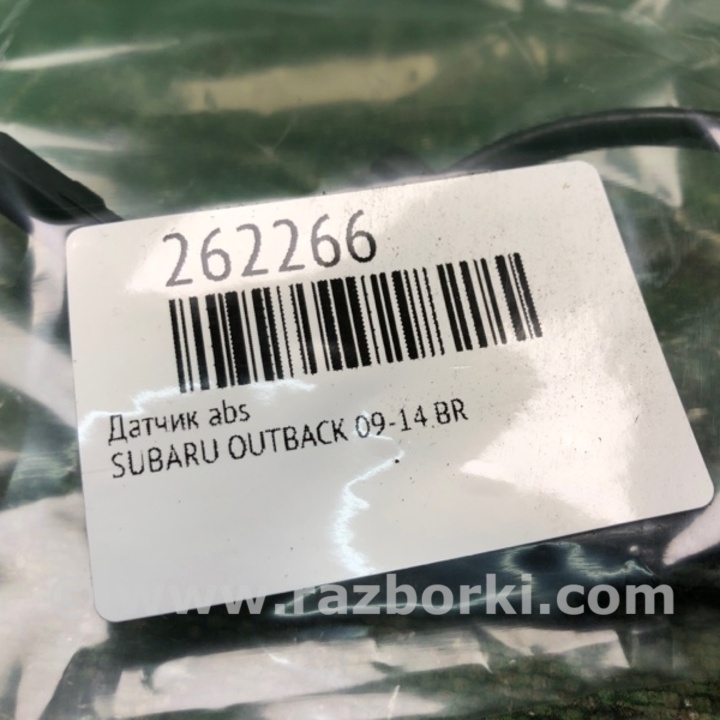 262266
Датчик abs
SUBARU OUTBACK 09-14 BR
www.razborki.com